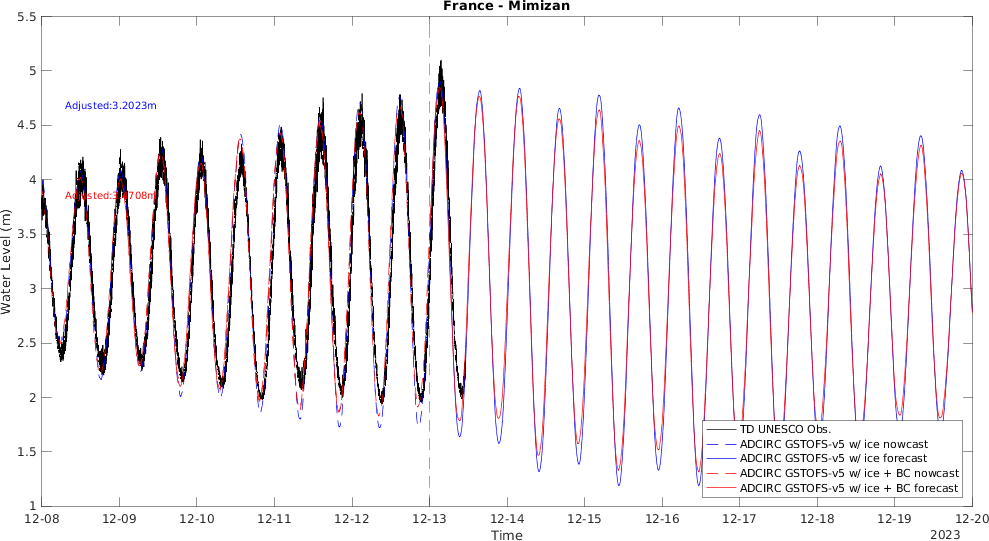 France - Mimizan
5.5
5
4.5
4
3.5
3
2.5
2
1.5
1
Water Level (m)
Adjusted:3.2023m
TD UNESCO Obs.
ADCIRC GSTOFS-v5 w/ ice nowcast
ADCIRC GSTOFS-v5 w/ ice forecast
ADCIRC GSTOFS-v5 w/ ice + BC nowcast
ADCIRC GSTOFS-v5 w/ ice + BC forecast
12-08 12-09 12-10 12-11 12-12 12-13 12-14 12-15 12-16 12-17 12-18 12-19 12-20
Time
2023